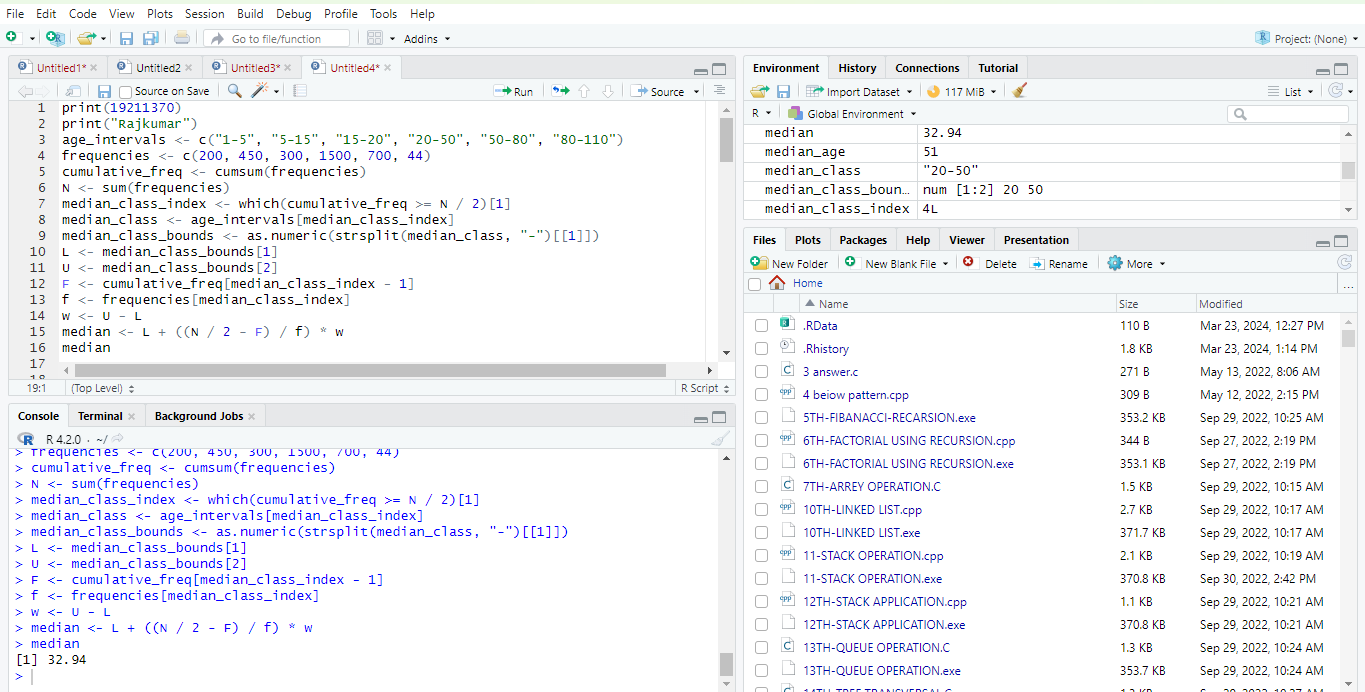 File Edit Code View Plots Session Build Debug Profile Tools Help
Go to file/function Addins Project: (None)
Untitled1* Untitled2 Untitled3* Untitled4*
Source on Save Run Source
1 print(19211370)
2 print("Rajkumar")
3 age_intervals <- c("1-5", "5-15", "15-20", "20-50", "50-80", "80-110")
4 frequencies <- c(200, 450, 300, 1500, 700, 44)
5 cumulative_freq <- cumsum(frequencies)
6 N <- sum(frequencies)
7 median_class_index <- which(cumulative_freq >= N / 2)[1]
8 median_class <- age_intervals[median_class_index]
9 median_class_bounds <- as.numeric(strsplit(median_class, "-")[[1]])
10 L <- median_class_bounds[1]
11 U <- median_class_bounds[2]
12 F <- cumulative_freq[median_class_index - 1]
13 f <- frequencies[median_class_index]
14 w <- U - L
15 median <- L + ((N / 2 - F) / f) * w
16 median
17
18
19:1 (Top Level) R Script
Console Terminal Background Jobs
R 4.2.0 · ~/
> frequencies <- c(200, 450, 300, 1500, 700, 44)
> cumulative_freq <- cumsum(frequencies)
> N <- sum(frequencies)
> median_class_index <- which(cumulative_freq >= N / 2)[1]
> median_class <- age_intervals[median_class_index]
> median_class_bounds <- as.numeric(strsplit(median_class, "-")[[1]])
> L <- median_class_bounds[1]
> U <- median_class_bounds[2]
> F <- cumulative_freq[median_class_index - 1]
> f <- frequencies[median_class_index]
> w <- U - L
> median <- L + ((N / 2 - F) / f) * w
> median
[1] 32.94
>
Environment History Connections Tutorial
Import Dataset 117 MiB List
R Global Environment
median 32.94
median_age 51
median_class "20-50"
median_class_boun… num [1:2] 20 50
median_class_index 4L
Files Plots Packages Help Viewer Presentation
New Folder New Blank File Delete Rename More
Home ...
Name Size Modified
.RData 110 B Mar 23, 2024, 12:27 PM
.Rhistory 1.8 KB Mar 23, 2024, 1:14 PM
3 answer.c 271 B May 13, 2022, 8:06 AM
4 beiow pattern.cpp 309 B May 12, 2022, 2:15 PM
5TH-FIBANACCI-RECARSION.exe 353.2 KB Sep 29, 2022, 10:25 AM
6TH-FACTORIAL USING RECURSION.cpp 344 B Sep 27, 2022, 2:19 PM
6TH-FACTORIAL USING RECURSION.exe 353.1 KB Sep 27, 2022, 2:19 PM
7TH-ARREY OPERATION.C 1.5 KB Sep 29, 2022, 10:15 AM
10TH-LINKED LIST.cpp 2.7 KB Sep 29, 2022, 10:17 AM
10TH-LINKED LIST.exe 371.7 KB Sep 29, 2022, 10:17 AM
11-STACK OPERATION.cpp 2.1 KB Sep 29, 2022, 10:19 AM
11-STACK OPERATION.exe 370.8 KB Sep 30, 2022, 2:42 PM
12TH-STACK APPLICATION.cpp 1.1 KB Sep 29, 2022, 10:21 AM
12TH-STACK APPLICATION.exe 370.8 KB Sep 29, 2022, 10:21 AM
13TH-QUEUE OPERATION.C 1.3 KB Sep 29, 2022, 10:24 AM
13TH-QUEUE OPERATION.exe 353.7 KB Sep 29, 2022, 10:24 AM